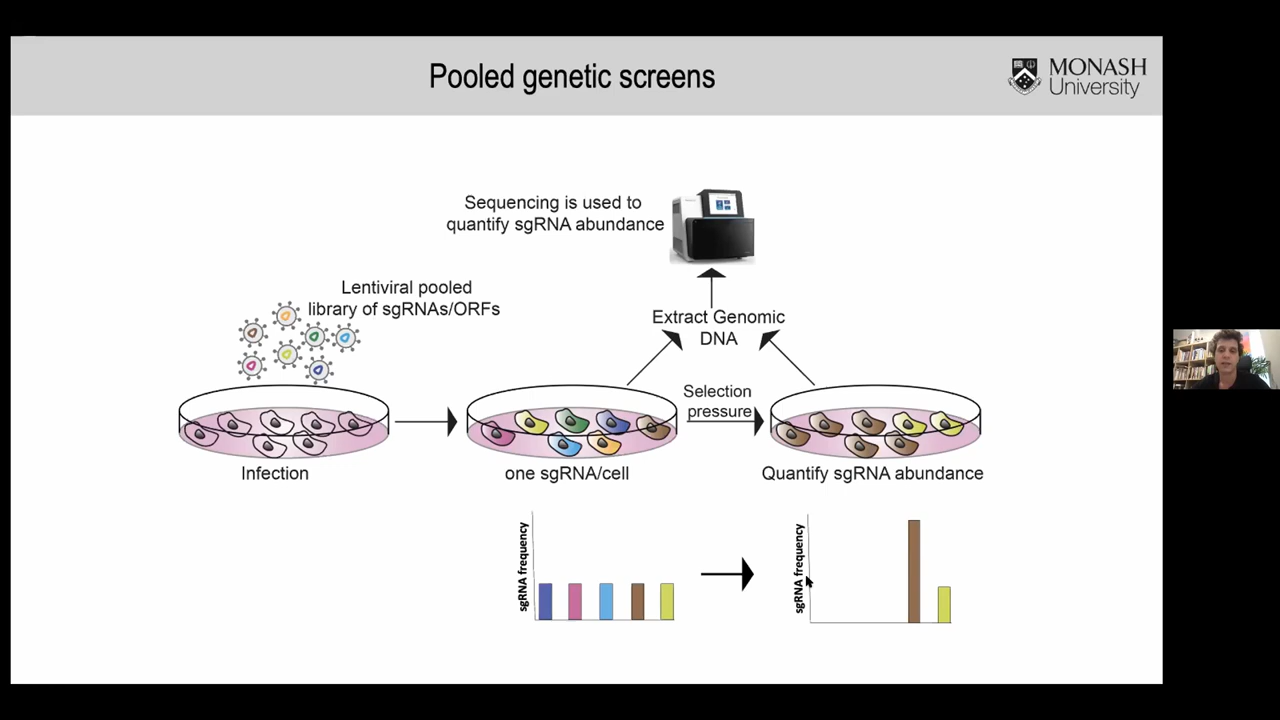 Pooled genetic screens
MONASH
University
Sequencing is used to
quantify sgRNA abundance
Lentiviral pooled
library of sgRNAs/ORFs
Extract Genomic
DNA
Selection
pressure
Infection
one sgRNA/cell
Quantify sgRNA abundance
sgRNA frequency
sgRNA frequency